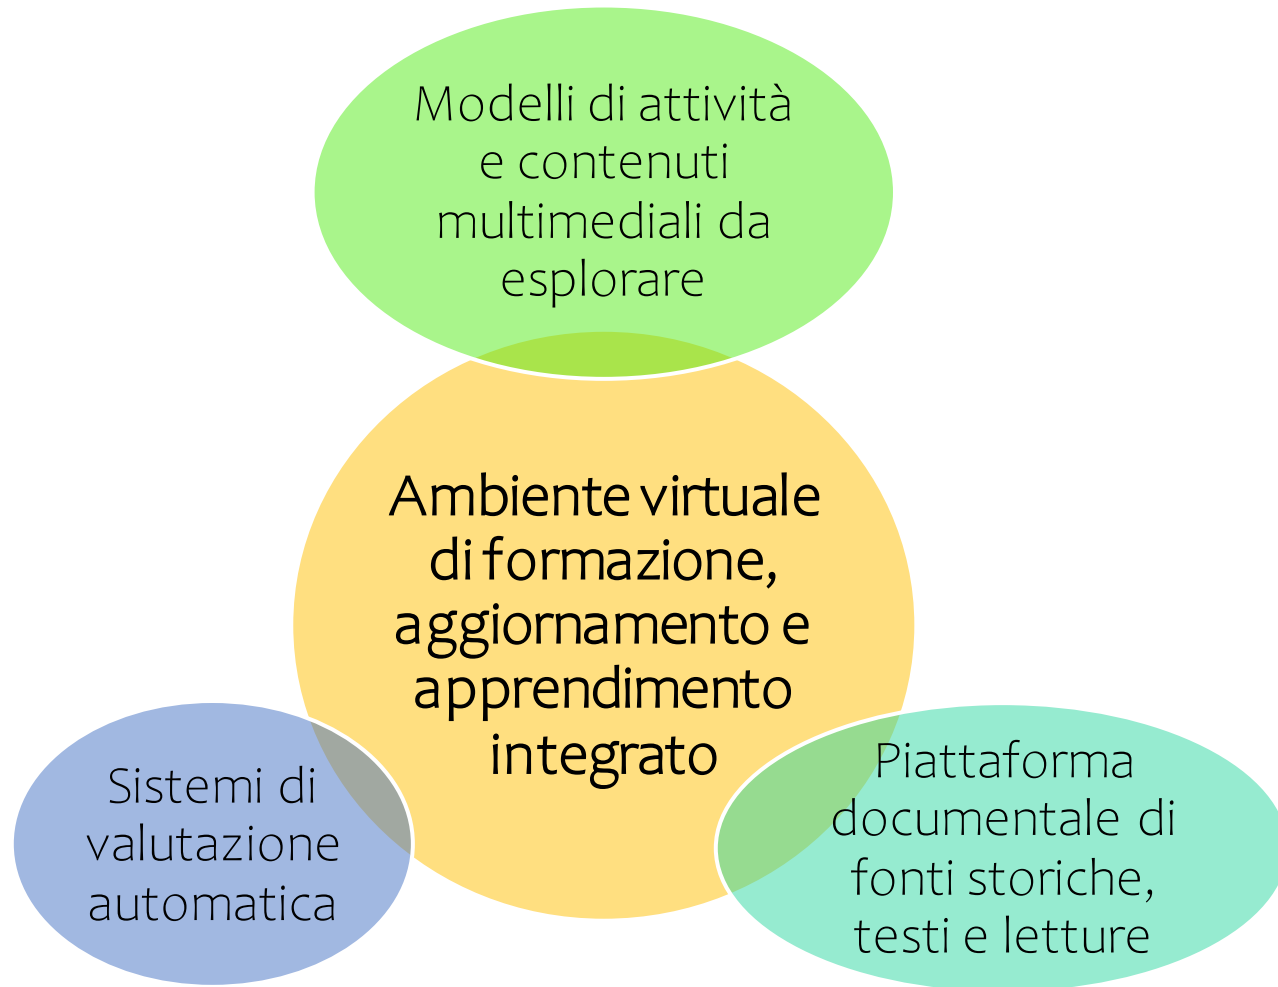 Modelli di attività
e contenuti
multimediali da
esplorare
Ambiente virtuale
di formazione,
aggiornamento e
apprendimento
integrato
Sistemi di
valutazione
automatica
Piattaforma
documentale di
fonti storiche,
testi e letture